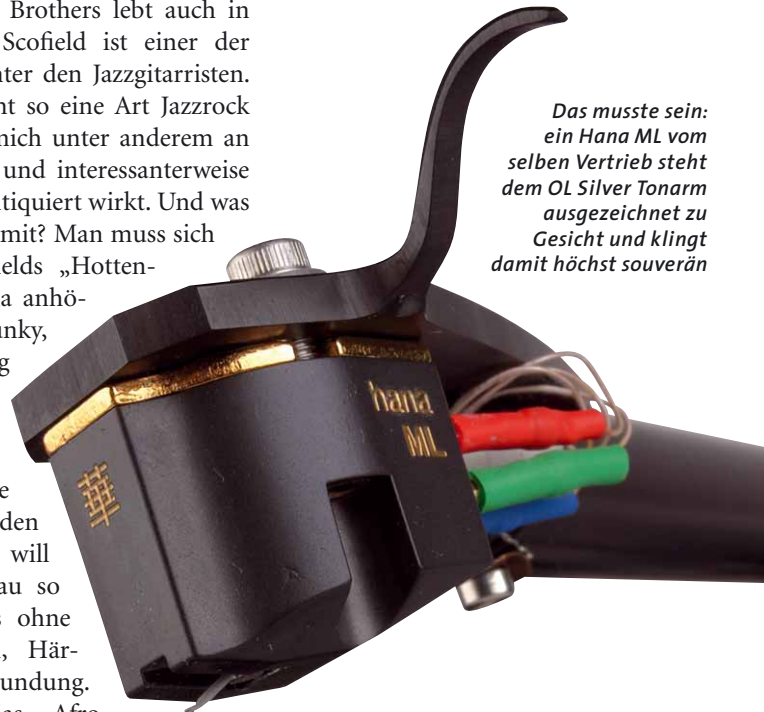 Brothers lebt auch in
Scofield ist einer der
nter den Jazzgitarristen.
so eine Art Jazzrock
unter anderem an
und interessanterweise
tiquiert wirkt. Und was
mit? Man muss sich
elds „Hotten-
a anhö-
unky,
g
e
den
will
au so
s ohne
, Här-
undung.
Afro
Das musste sein:
ein Hana ML vom
selben Vertrieb steht
dem OL Silver Tonarm
ausgezeichnet zu
Gesicht und klingt
damit höchst souverän
hana
ML
華